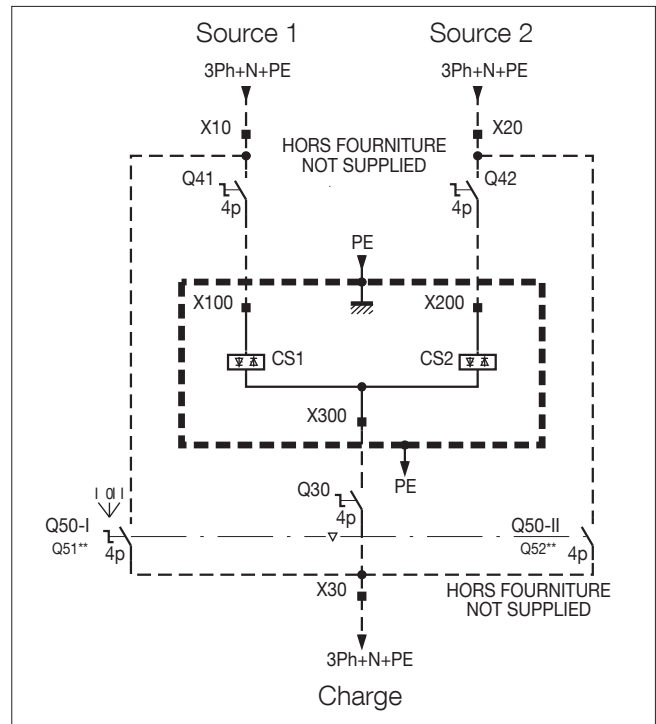 Source 1
Source 2
3Ph+N+PE
3Ph+N+PE
X10
X20
HORS FOURNITURE
NOT SUPPLIED
Q41
4p
Q42
4p
PE
X100
X200
CS1
CS2
X300
PE
Q30
4p
I 0 I I
Q50-I
Q51**
4p
Q50-II
Q52**
4p
X30
HORS FOURNITURE
NOT SUPPLIED
3Ph+N+PE
Charge